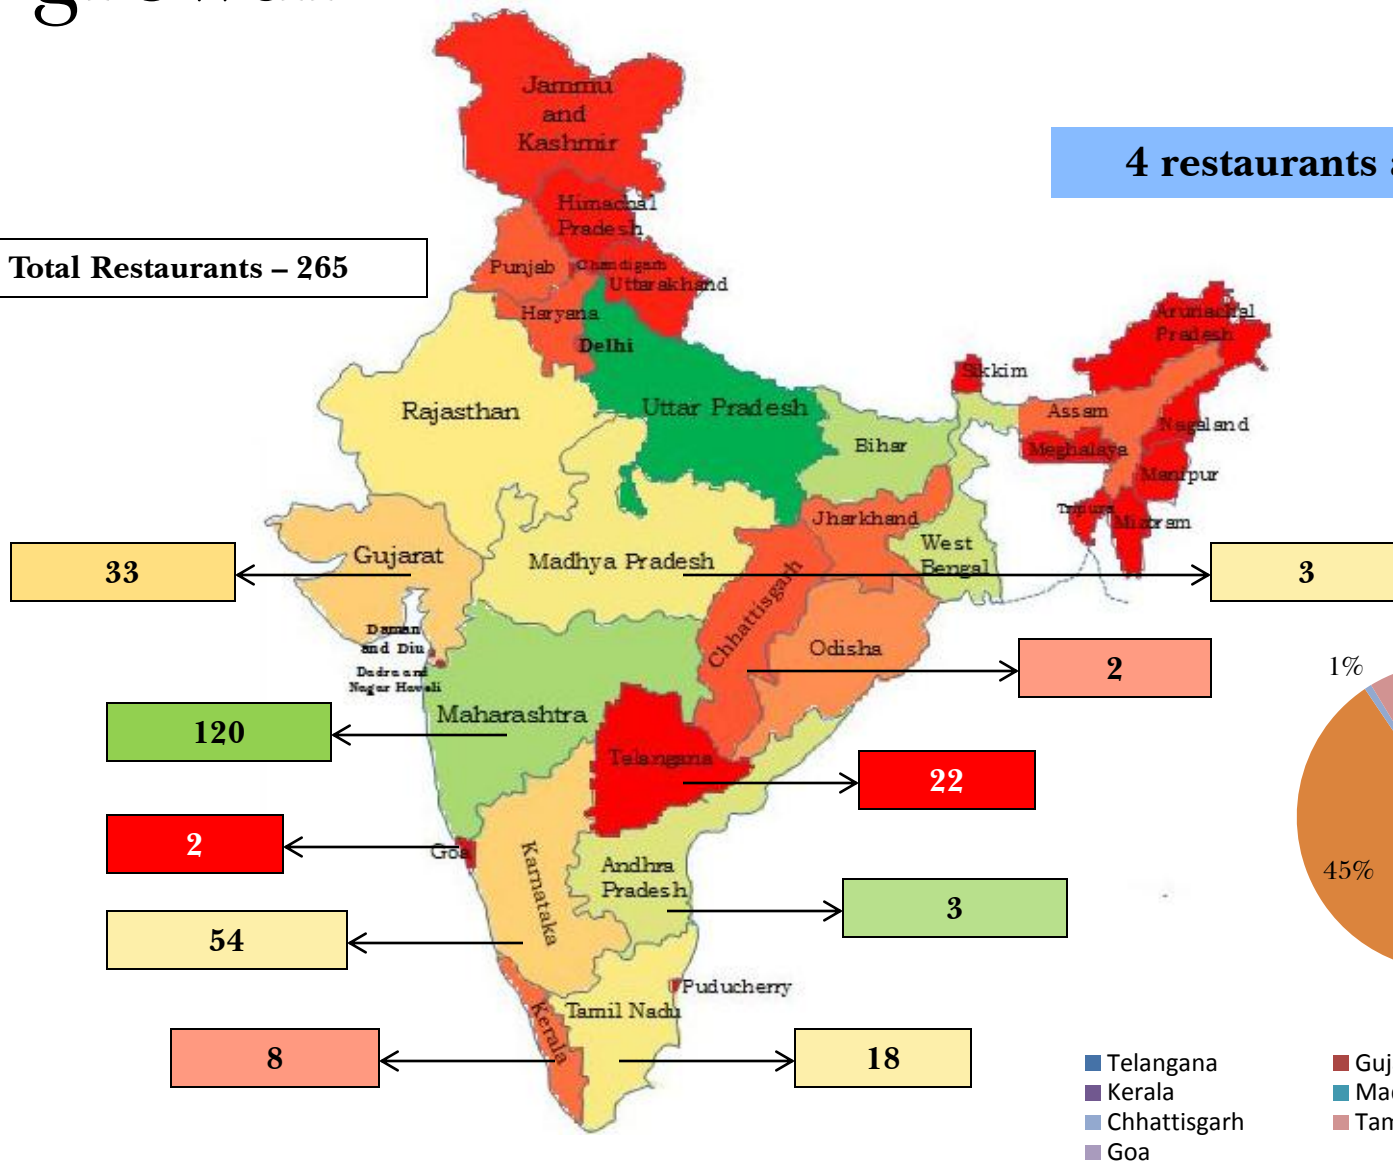 4 restaurants
Total Restaurants – 265
Jammu
and
Kashmir
Himachal
Pradesh
Punjab
Chandigarh
Uttarakhand
Haryana
Delhi
Rajasthan
Uttar Pradesh
Bihar
Sikkim
Arunachal
Pradesh
Assam
Nagaland
Meghalaya
Manipur
Tripura
Mizoram
Jharkhand
West
Bengal
Gujarat
Madhya Pradesh
Chhattisgarh
Odisha
33
3
Daman
and Diu
Dadra and
Nagar Haveli
2
1%
Maharashtra
120
Telangana
22
2
Goa
Karnataka
Andhra
Pradesh
45%
3
54
Puducherry
Tamil Nadu
Kerala
8
18
Telangana
Guj
Kerala
Mad
Chhattisgarh
Tam
Goa